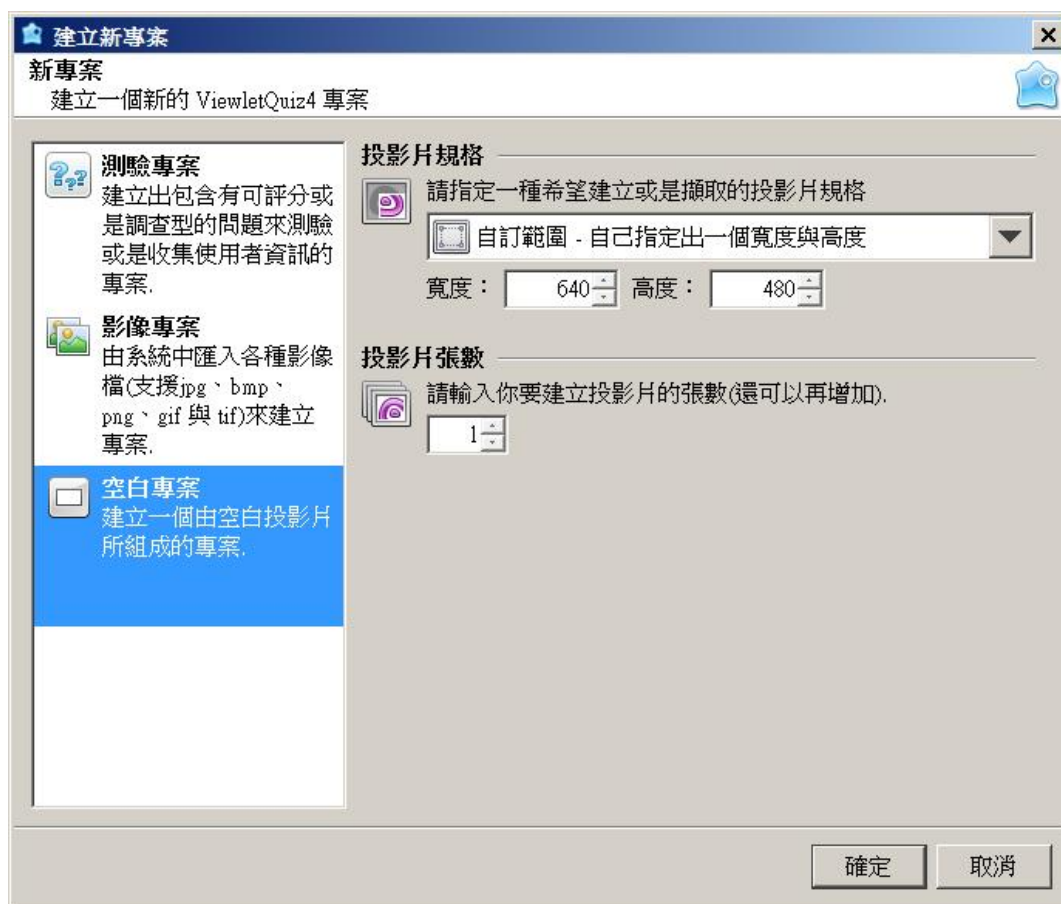 建立新專案
新專案
建立一個新的 ViewletQuiz4 專案
測驗專案
建立出包含有可評分或
是調查型的問題來測驗
或是收集使用者資訊的
專案.
影像專案
由系統中匯入各種影像
檔(支援jpg、bmp、
png、gif 與 tif)來建立
專案.
空白專案
建立一個由空白投影片
所組成的專案.
投影片規格
請指定一種希望建立或是擷取的投影片規格
自訂範圍 - 自己指定出一個寬度與高度
寬度： 640 高度： 480
投影片張數
請輸入你要建立投影片的張數(還可以再增加).
1
確定 取消